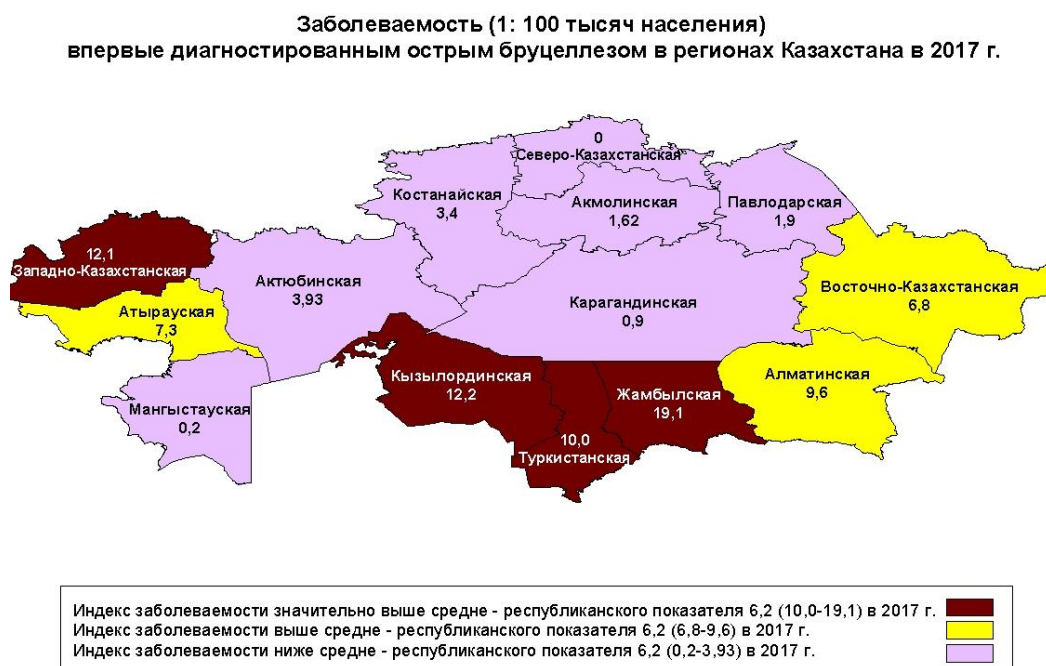 Заболеваемость (1: 100 тысяч населения)
впервые диагностированным острым бруцеллезом в регионах Казахстана в 2017 г.
0
Северо-Казахстанская
Костанайская
3,4
Акмолинская
1,62
Павлодарская
1,9
12,1
Западно-Казахстанская
Актюбинская
3,93
Восточно-Казахстанская
6,8
Карагандинская
0,9
Атырауская
7,3
Кызылординская
12,2
Жамбылская
19,1
Алматинская
9,6
Мангыстауская
0,2
10,0
Туркистанская
Индекс заболеваемости значительно выше средне - республиканского показателя 6,2 (10,0-19,1) в 2017 г.
Индекс заболеваемости выше средне - республиканского показателя 6,2 (6,8-9,6) в 2017 г.
Индекс заболеваемости ниже средне - республиканского показателя 6,2 (0,2-3,93) в 2017 г.